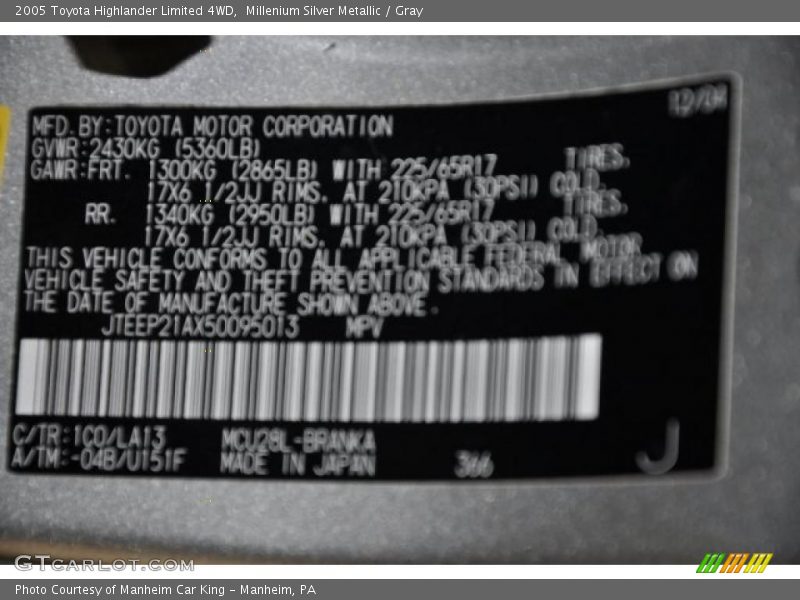 2005 Toyota Highlander Limited 4WD,  Millenium Silver Metallic / Gray
12/04
MFD. BY:TOYOTA MOTOR CORPORATION
GVWR:2430KG (5360LB)
GAWR:FRT. 1300KG (2865LB) WITH 225/65R17 TIRES.
17X6 1/2JJ RIMS. AT 210KPA (30PSI) COLD.
RR. 1340KG (2950LB) WITH 225/65R17 TIRES.
17X6 1/2JJ RIMS. AT 210KPA (30PSI) COLD.
THIS VEHICLE CONFORMS TO ALL APPLICABLE FEDERAL MOTOR
VEHICLE SAFETY AND THEFT PREVENTION STANDARDS IN EFFECT ON
THE DATE OF MANUFACTURE SHOWN ABOVE.
JTEEP21AX50095013 MPV
C/TR:1C0/LA13 MCU28L-BRANKA
A/TM:-04B/U151F MADE IN JAPAN 366 J
GTCARLOT.COM
Photo Courtesy of Manheim Car King - Manheim, PA